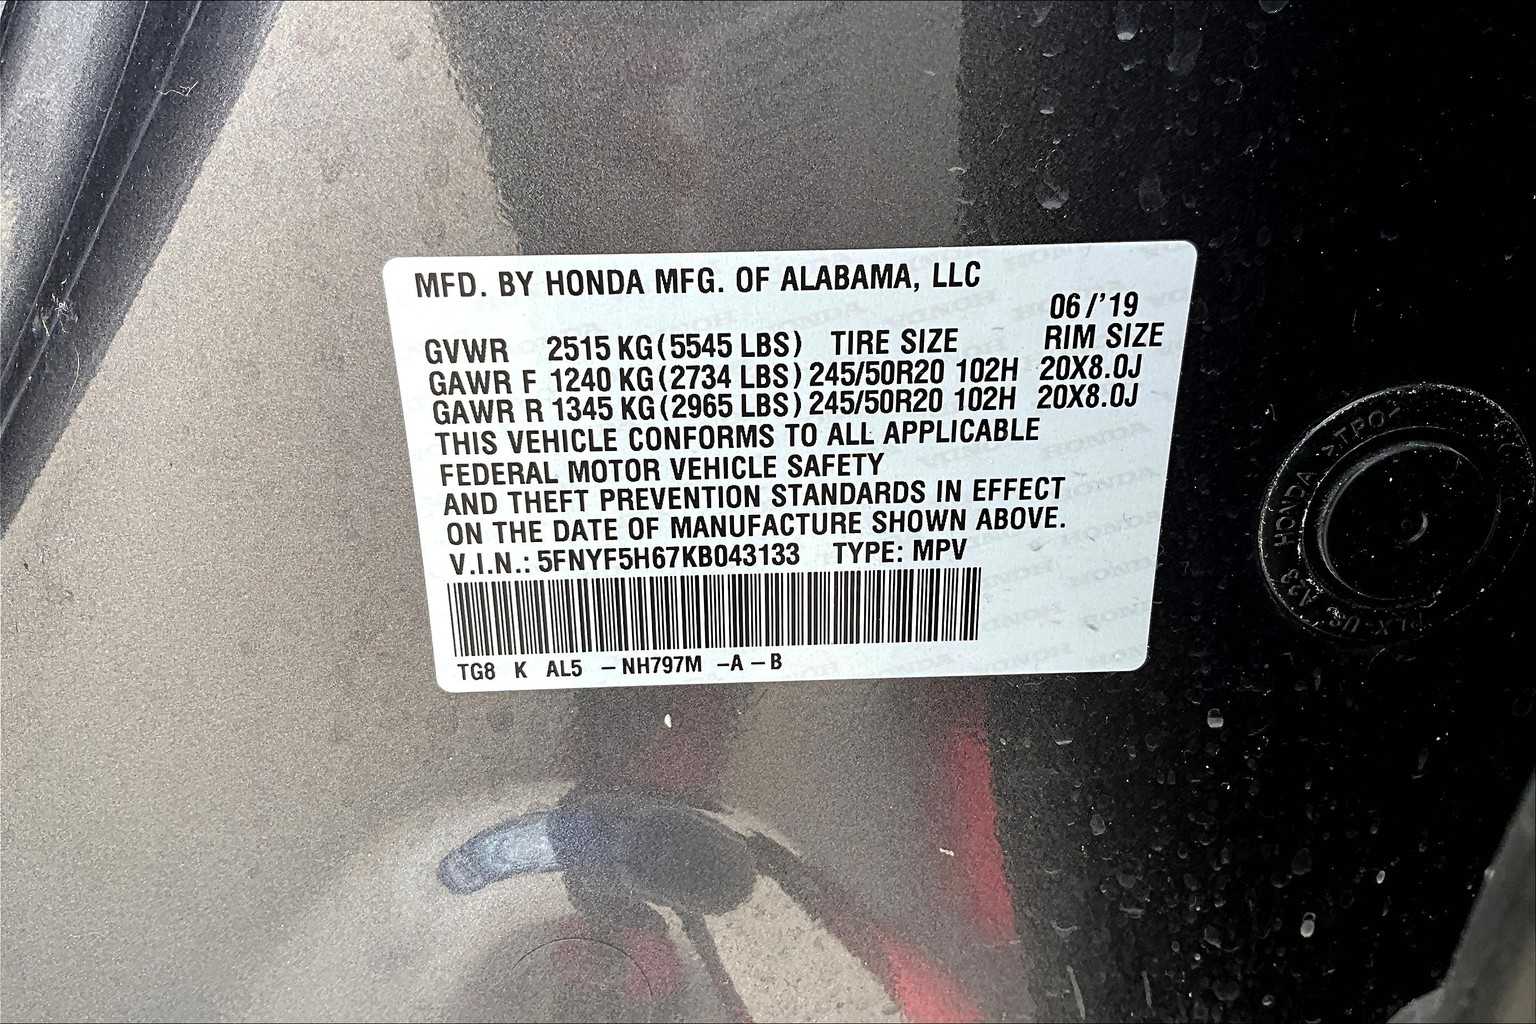 MFD. BY HONDA MFG. OF ALABAMA, LLC
06/'19
GVWR 2515 KG (5545 LBS) TIRE SIZE RIM SIZE
GAWR F 1240 KG (2734 LBS) 245/50R20 102H 20X8.0J
GAWR R 1345 KG (2965 LBS) 245/50R20 102H 20X8.0J
THIS VEHICLE CONFORMS TO ALL APPLICABLE
FEDERAL MOTOR VEHICLE SAFETY
AND THEFT PREVENTION STANDARDS IN EFFECT
ON THE DATE OF MANUFACTURE SHOWN ABOVE.
V.I.N.: 5FNYF5H67KB043133 TYPE: MPV
TG8 K AL5 -NH797M -A-B
HONDA >TPO<